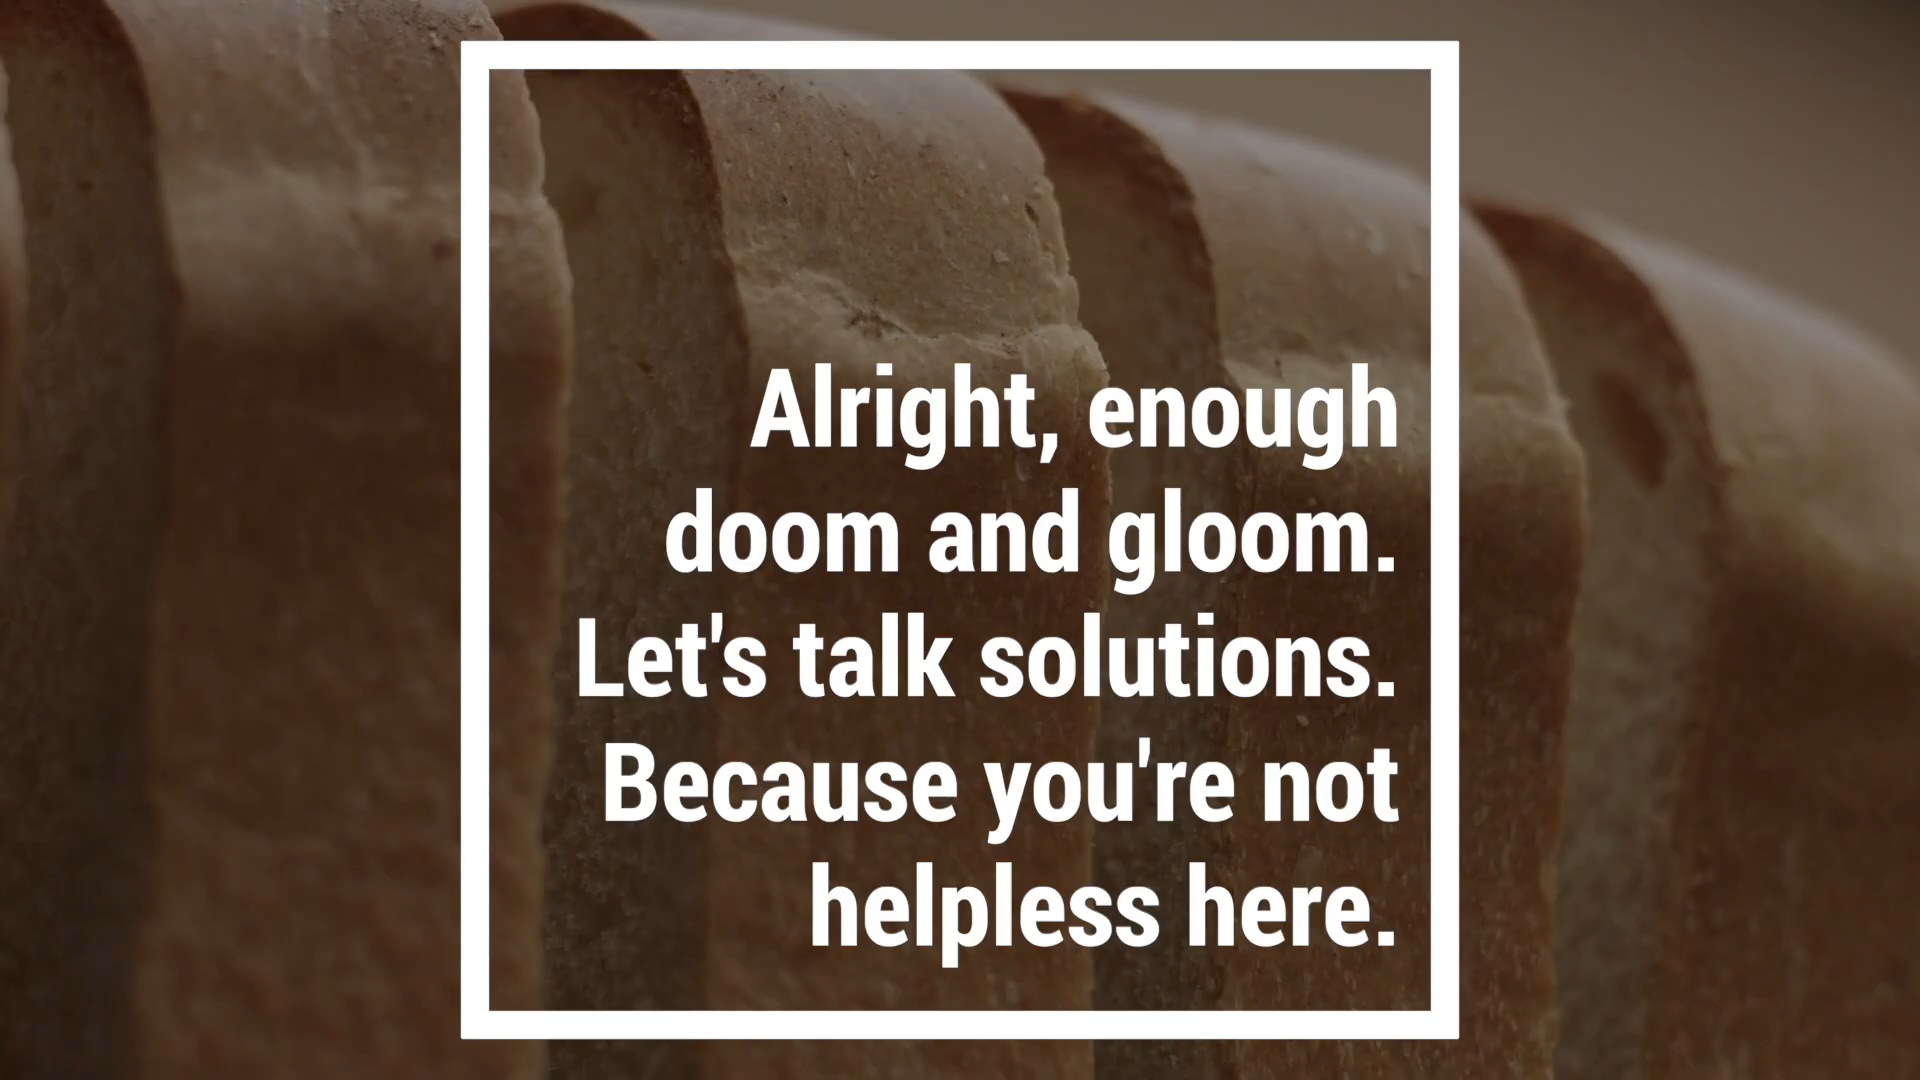 Alright, enough
doom and gloom.
Let's talk solutions.
Because you're not
helpless here.